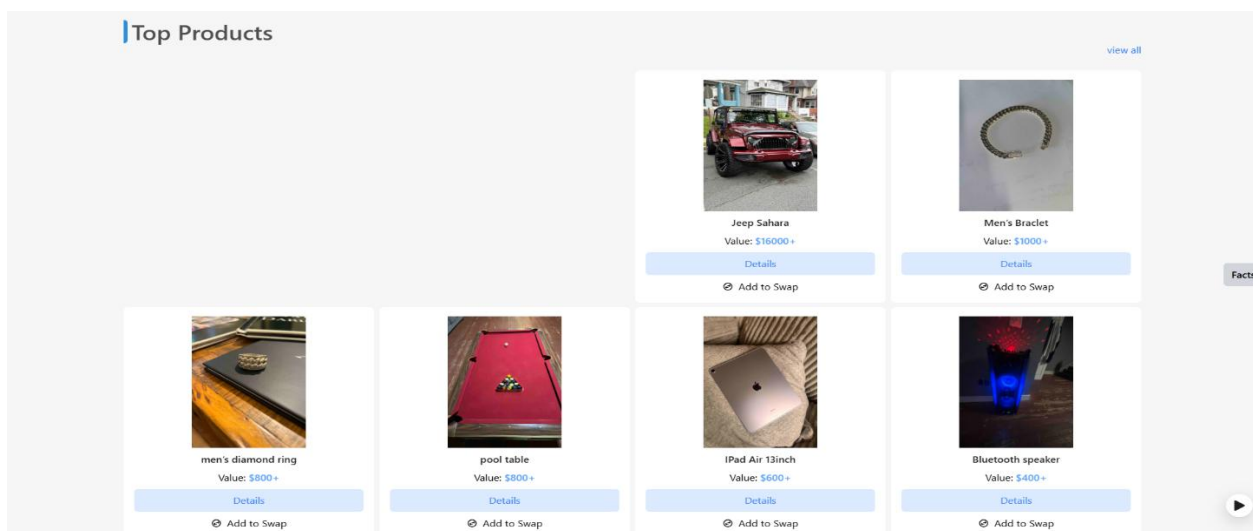 Top Products
view all
Jeep Sahara
Value: $16000+
Details
Add to Swap
Men's Braclet
Value: $1000+
Details
Add to Swap
Facts
men's diamond ring
Value: $800+
Details
Add to Swap
pool table
Value: $800+
Details
Add to Swap
IPad Air 13inch
Value: $600+
Details
Add to Swap
Bluetooth speaker
Value: $400+
Details
Add to Swap